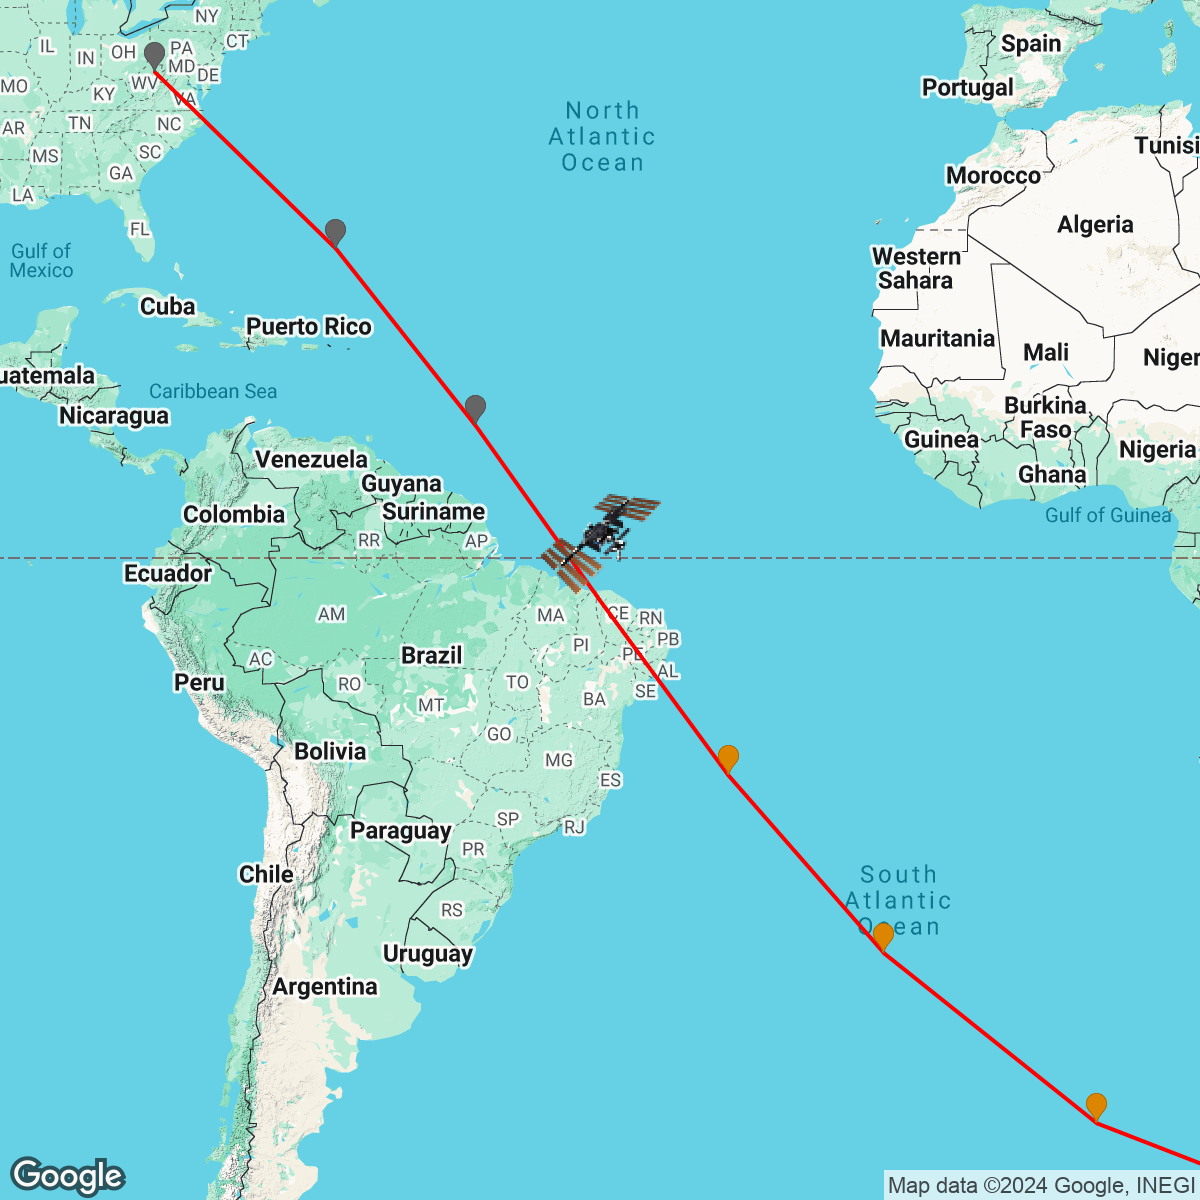 NY
IL
IN
OH
PA
CT
MD
DE
MO
WV
KY
VA
AR
TN
NC
MS
SC
GA
LA
FL
Spain
Portugal
North
Atlantic
Ocean
Tunisi
Morocco
Algeria
Gulf of
Mexico
Western
Sahara
Cuba
Puerto Rico
Mauritania
Mali
Niger
uatemala
Caribbean Sea
Nicaragua
Burkina
Faso
Guinea
Ghana
Nigeria
Venezuela
Guyana
Suriname
Colombia
Gulf of Guinea
RR
AP
Ecuador
AM
MA
CE
RN
PB
PI
PE
Brazil
AC
AL
Peru
RO
TO
SE
MT
BA
GO
Bolivia
MG
ES
SP
RJ
Paraguay
PR
Chile
South
Atlantic
Ocean
RS
Uruguay
Argentina
Google
Map data ©2024 Google, INEGI